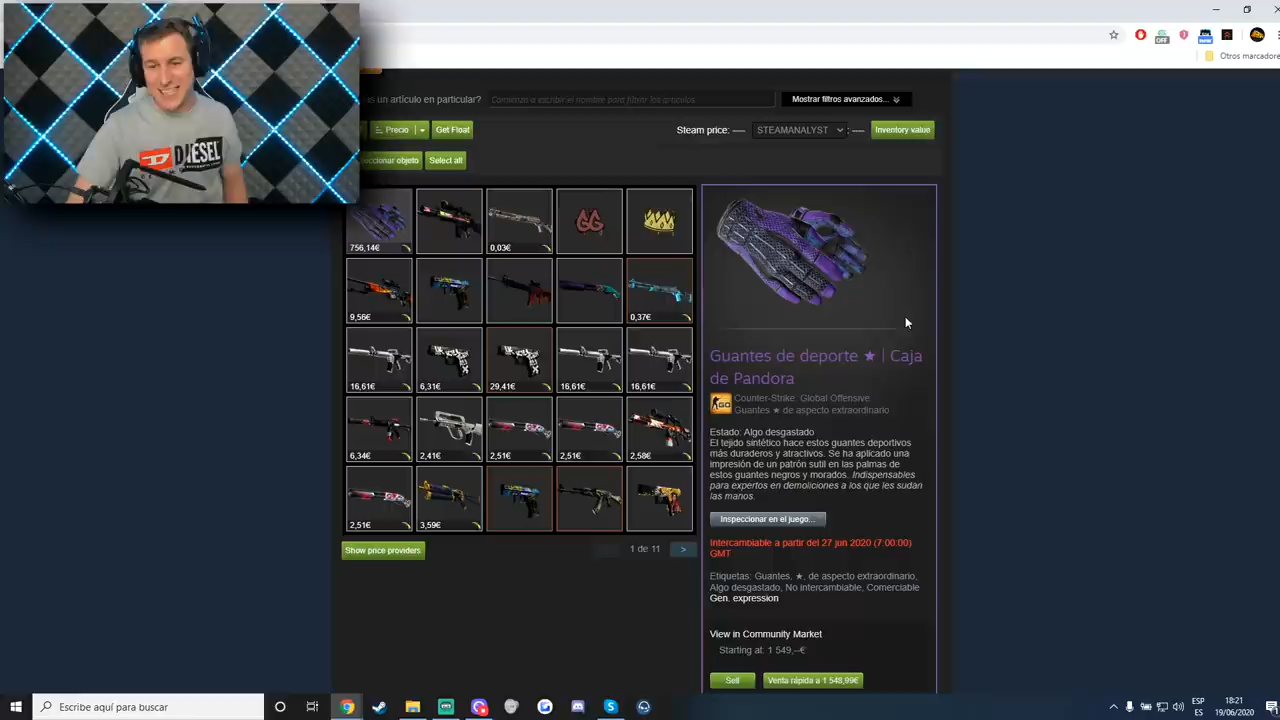 Otros marcadore
as un artículo en particular?
Comienza a escribir el nombre para filtrar los artículos
Mostrar filtros avanzados...
Precio
Get Float
Steam price: —
STEAMANALYST
: —
Inventory value
eccionar objeto
Select all
756,14€
0,03€
9,56€
0,37€
16,61€
6,31€
29,41€
16,61€
16,61€
6,34€
2,41€
2,51€
2,51€
2,58€
2,51€
3,59€
Show price providers
1 de 11
>
Guantes de deporte ★ | Caja
de Pandora
Counter-Strike: Global Offensive
Guantes ★ de aspecto extraordinario
Estado: Algo desgastado
El tejido sintético hace estos guantes deportivos
más duraderos y atractivos. Se ha aplicado una
impresión de un patrón sutil en las palmas de
estos guantes negros y morados. Indispensables
para expertos en demoliciones a los que les sudan
las manos.
Inspeccionar en el juego...
Intercambiable a partir del 27 jun 2020 (7:00:00)
GMT
Etiquetas: Guantes, ★, de aspecto extraordinario,
Algo desgastado, No intercambiable, Comerciable
Gen. expression
View in Community Market
Starting at: 1 549,--€
Sell
Venta rápida a 1 548,99€
DIESEL
Escribe aquí para buscar
ESP
ES
18:21
19/06/2020